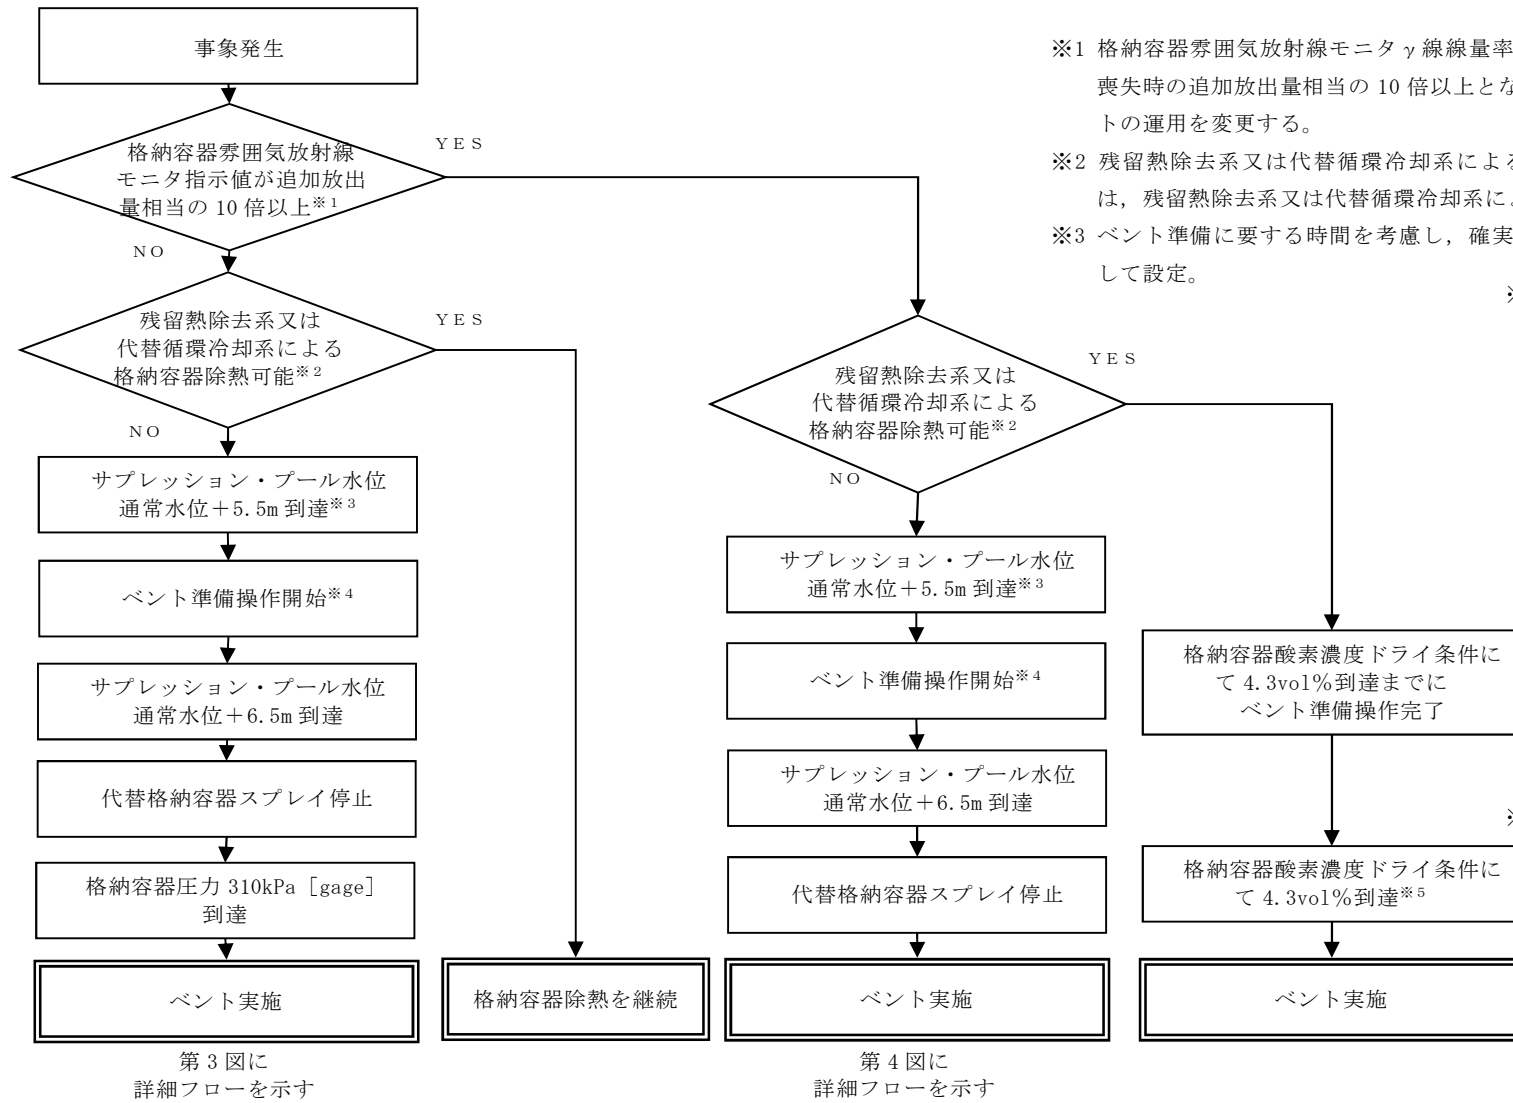 事象発生
格納容器雰囲気放射線
モニタ指示値が追加放出
量相当の 10 倍以上※1
YES
NO
残留熱除去系又は
代替循環冷却系による
格納容器除熱可能※2
YES
NO
サプレッション・プール水位
通常水位+5.5m 到達※3
ベント準備操作開始※4
サプレッション・プール水位
通常水位+6.5m 到達
代替格納容器スプレイ停止
格納容器圧力 310kPa [gage]
到達
ベント実施
第 3 図に
詳細フローを示す
格納容器除熱を継続
残留熱除去系又は
代替循環冷却系による
格納容器除熱可能※2
YES
NO
サプレッション・プール水位
通常水位+5.5m 到達※3
ベント準備操作開始※4
サプレッション・プール水位
通常水位+6.5m 到達
代替格納容器スプレイ停止
ベント実施
第 4 図に
詳細フローを示す
格納容器酸素濃度ドライ条件に
て 4.3vol%到達までに
ベント準備操作完了
格納容器酸素濃度ドライ条件に
て 4.3vol%到達※5
ベント実施
※1 格納容器雰囲気放射線モニタγ線線量率
喪失時の追加放出量相当の 10 倍以上とな
トの運用を変更する。
※2 残留熱除去系又は代替循環冷却系による
は，残留熱除去系又は代替循環冷却系によ
※3 ベント準備に要する時間を考慮し，確実
して設定。